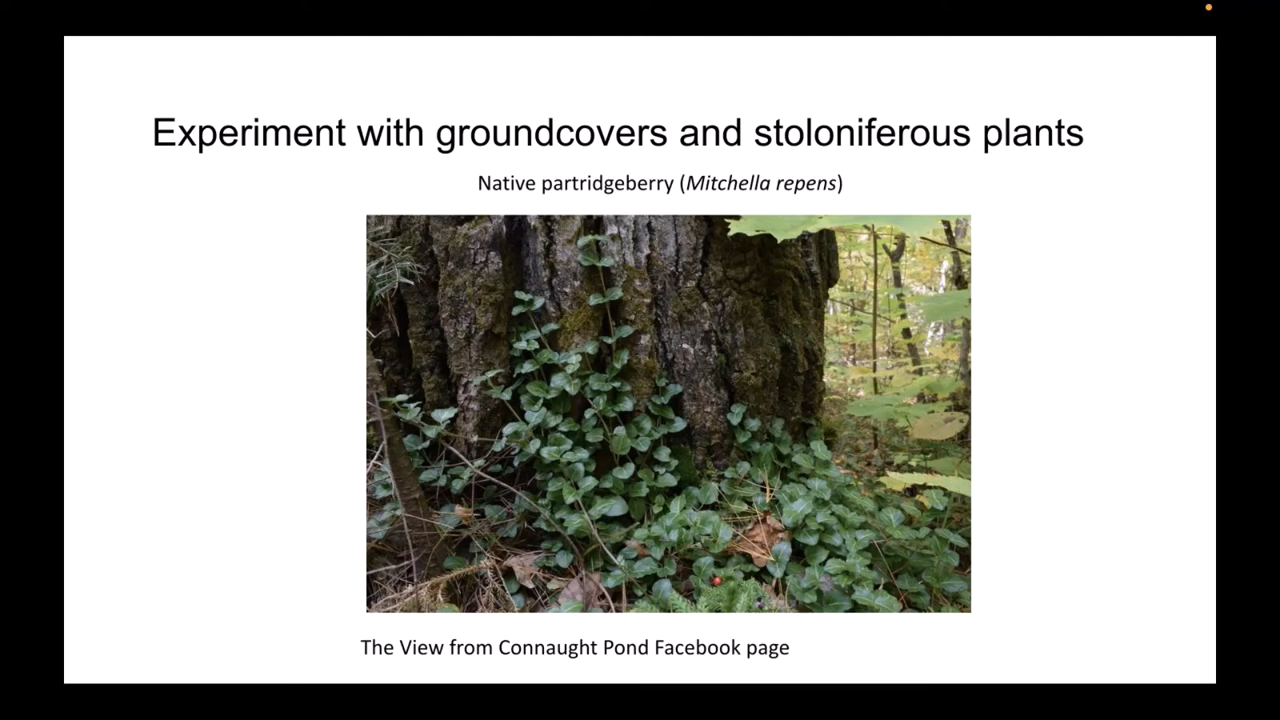 Experiment with groundcovers and stoloniferous plants
Native partridgeberry (Mitchella repens)
The View from Connaught Pond Facebook page